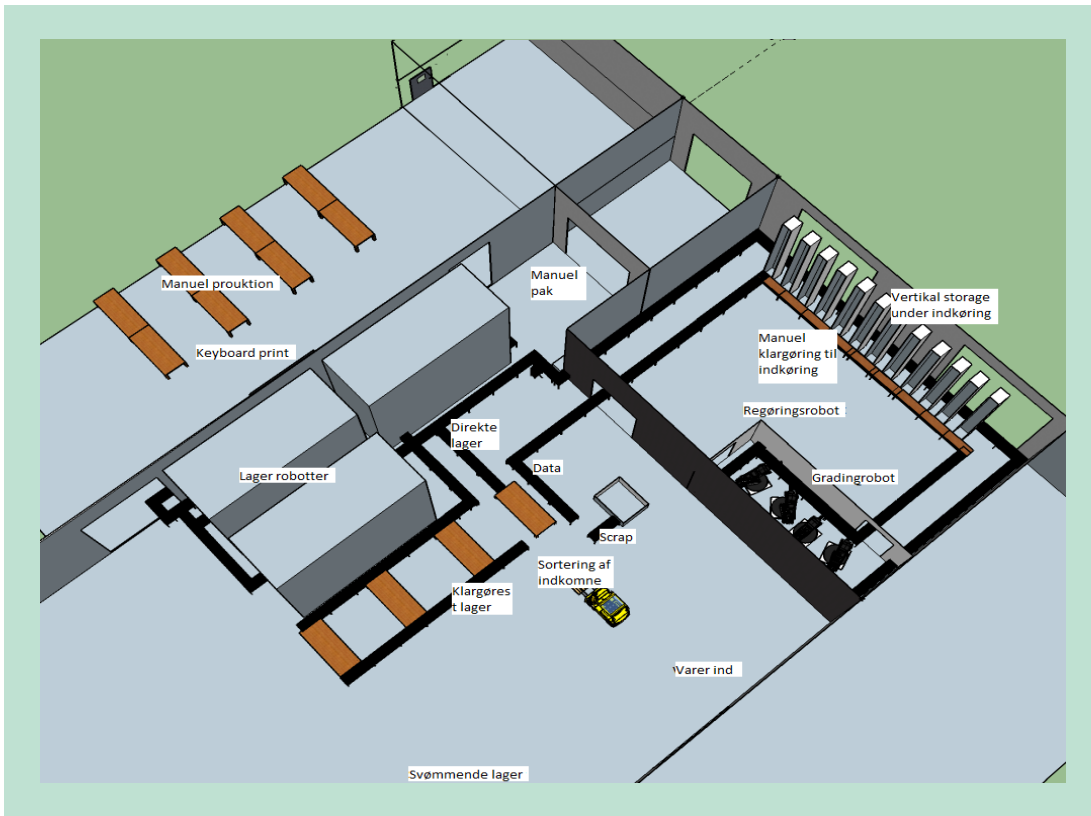 Manuel prouktion
Keyboard print
Manuel
pak
Vertikal storage
under indkøring
Manuel
klargøring til
indkøring
Regøringsrobot
Gradingrobot
Direkte
lager
Data
Lager robotter
Scrap
Sortering af
indkomne
Klargøres
t lager
Varer ind
Svømmende lager